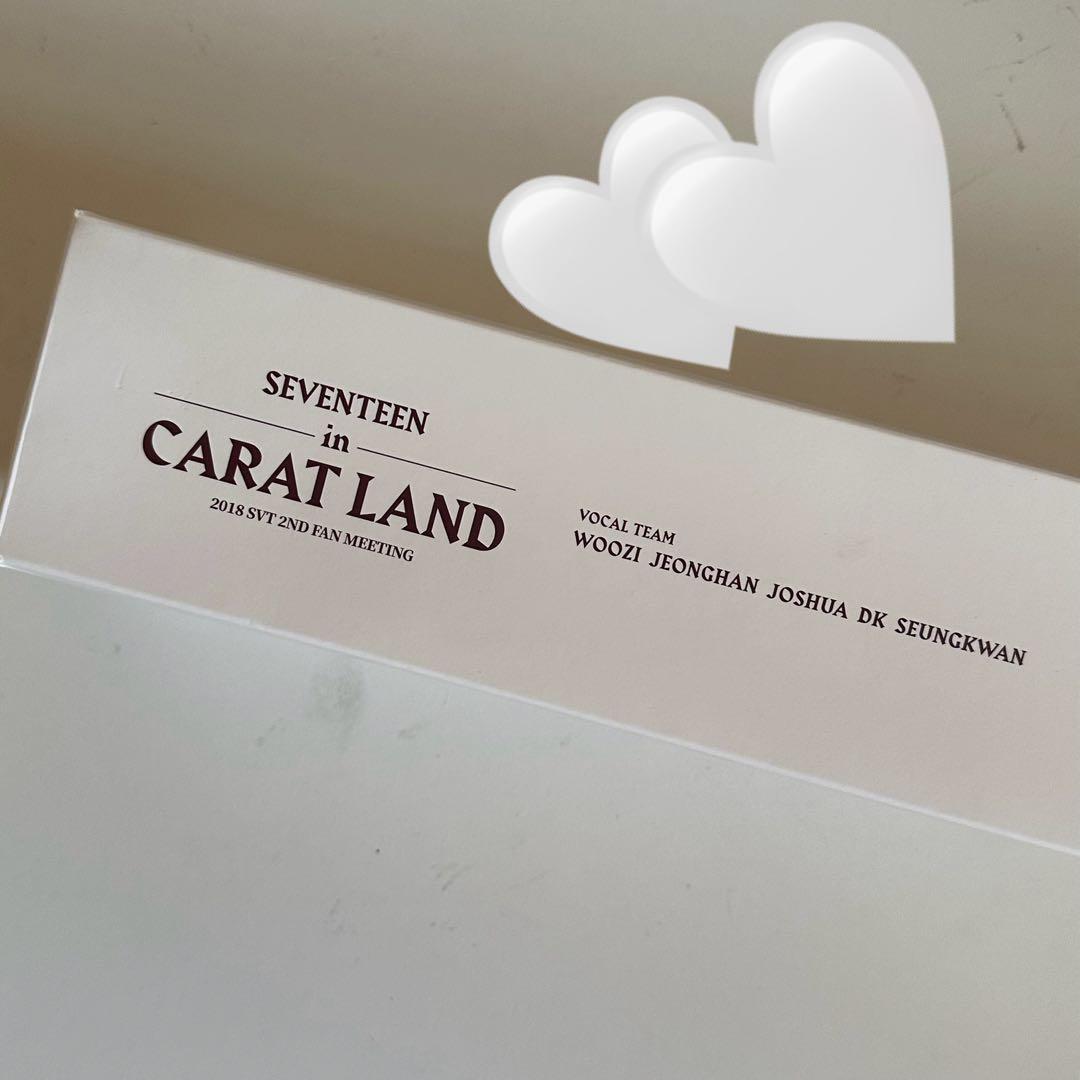 SEVENTEEN
in
CARAT LAND
2018 SVT 2ND FAN MEETING
VOCAL TEAM
WOOZI JEONGHAN JOSHUA DK SEUNGKWAN